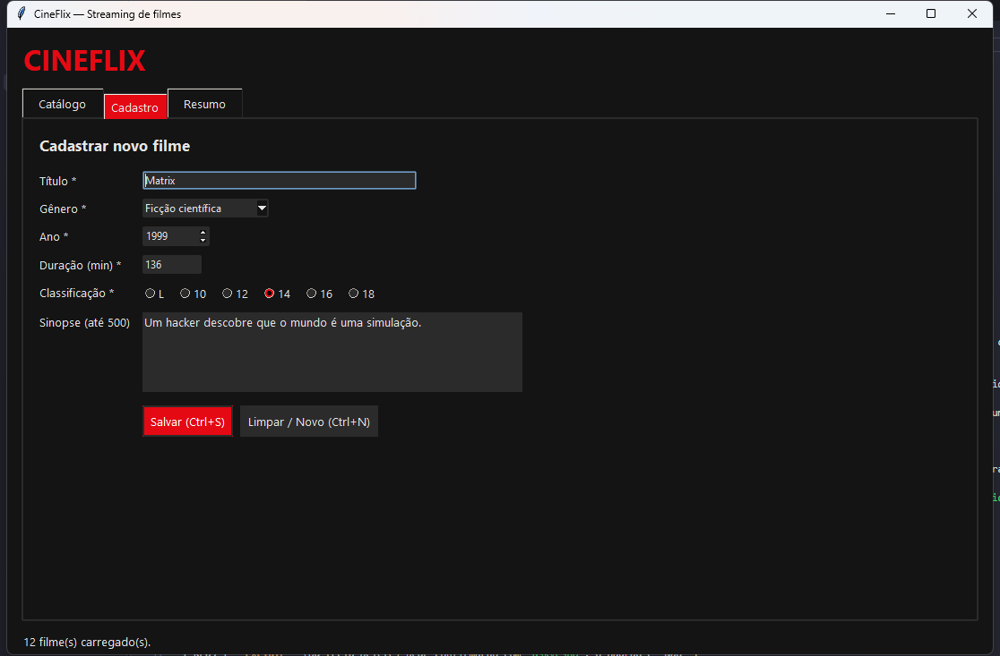 CineFlix — Streaming de filmes
CINEFLIX
Catálogo Cadastro Resumo
Cadastrar novo filme
Título * Matrix
Gênero * Ficção científica
Ano * 1999
Duração (min) * 136
Classificação * L 10 12 14 16 18
Sinopse (até 500) Um hacker descobre que o mundo é uma simulação.
Salvar (Ctrl+S) Limpar / Novo (Ctrl+N)
12 filme(s) carregado(s).